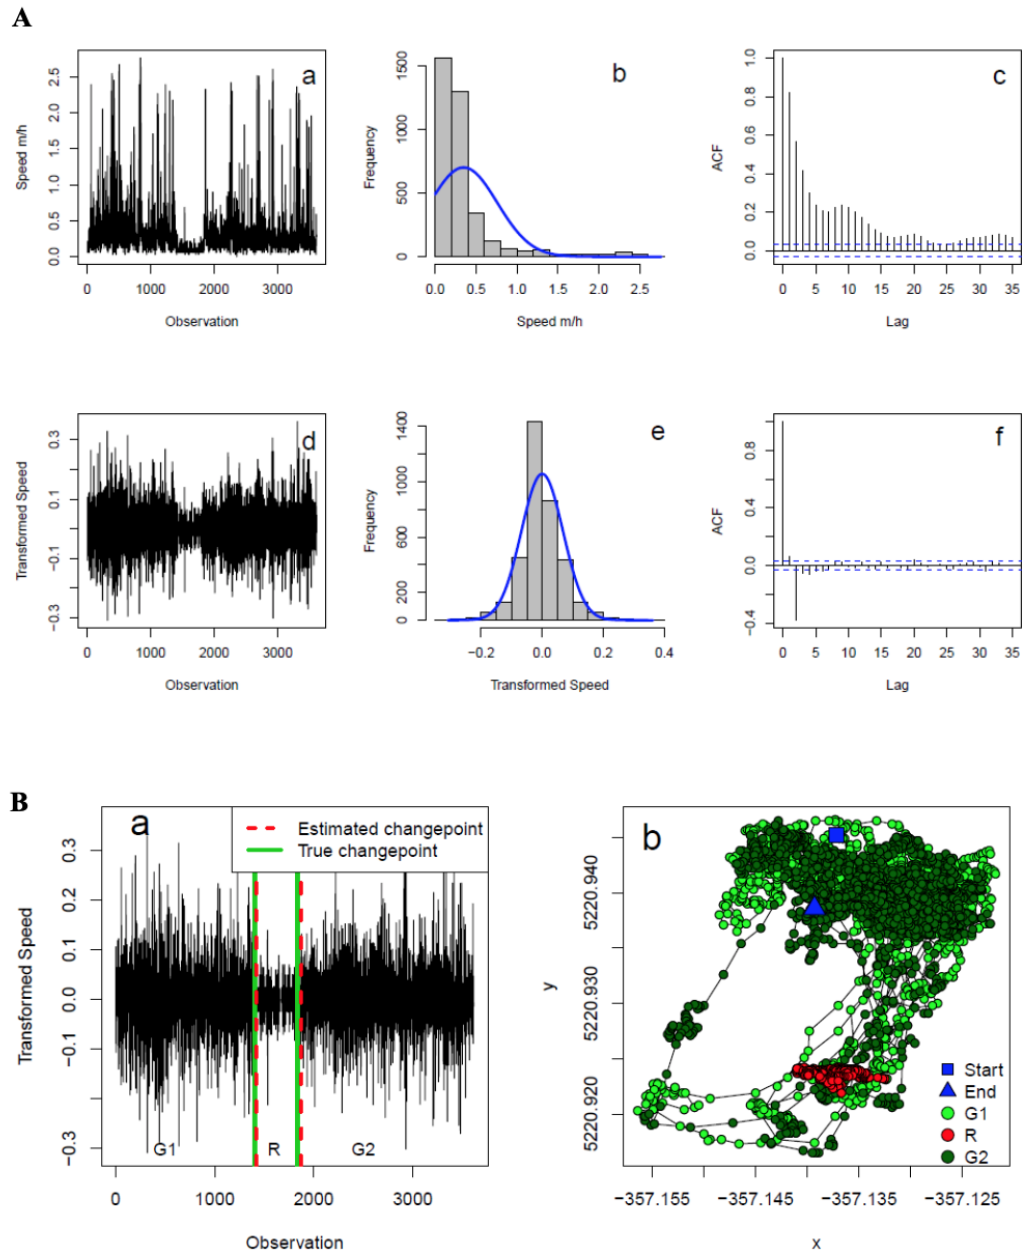 A
a
Speed m/h
0.0 0.5 1.0 1.5 2.0 2.5
0 1000 2000 3000
Observation
b
Frequency
0 500 1000 1500
0.0 0.5 1.0 1.5 2.0 2.5
Speed m/h
c
ACF
0.0 0.2 0.4 0.6 0.8 1.0
0 5 10 15 20 25 30 35
Lag
d
Transformed Speed
−0.3 −0.1 0.1 0.3
0 1000 2000 3000
Observation
e
Frequency
0 200 600 1000 1400
−0.2 0.0 0.2 0.4
Transformed Speed
f
ACF
−0.4 0.0 0.4 0.8
0 5 10 15 20 25 30 35
Lag
B
a
Estimated changepoint
True changepoint
Transformed Speed
−0.3 −0.1 0.0 0.1 0.2 0.3
G1 R G2
0 1000 2000 3000
Observation
b
y
5220.920 5220.930 5220.940
Start
End
G1
R
G2
−357.155 −357.145 −357.135 −357.125
x